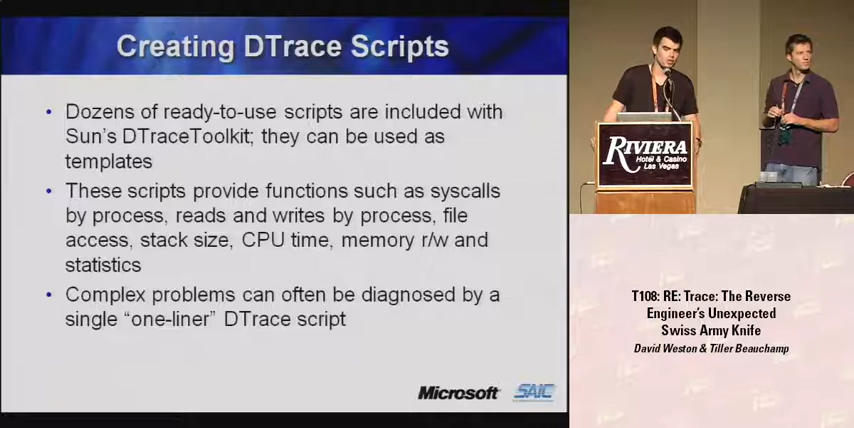 Creating DTrace Scripts
• Dozens of ready-to-use scripts are included with
Sun's DTraceToolkit; they can be used as
templates
• These scripts provide functions such as syscalls
by process, reads and writes by process, file
access, stack size, CPU time, memory r/w and
statistics
• Complex problems can often be diagnosed by a
single “one-liner” DTrace script
Microsoft
SAIC
RIVIERA
Hotel & Casino
Las Vegas
T108: RE: Trace: The Reverse
Engineer's Unexpected
Swiss Army Knife
David Weston & Tiller Beauchamp